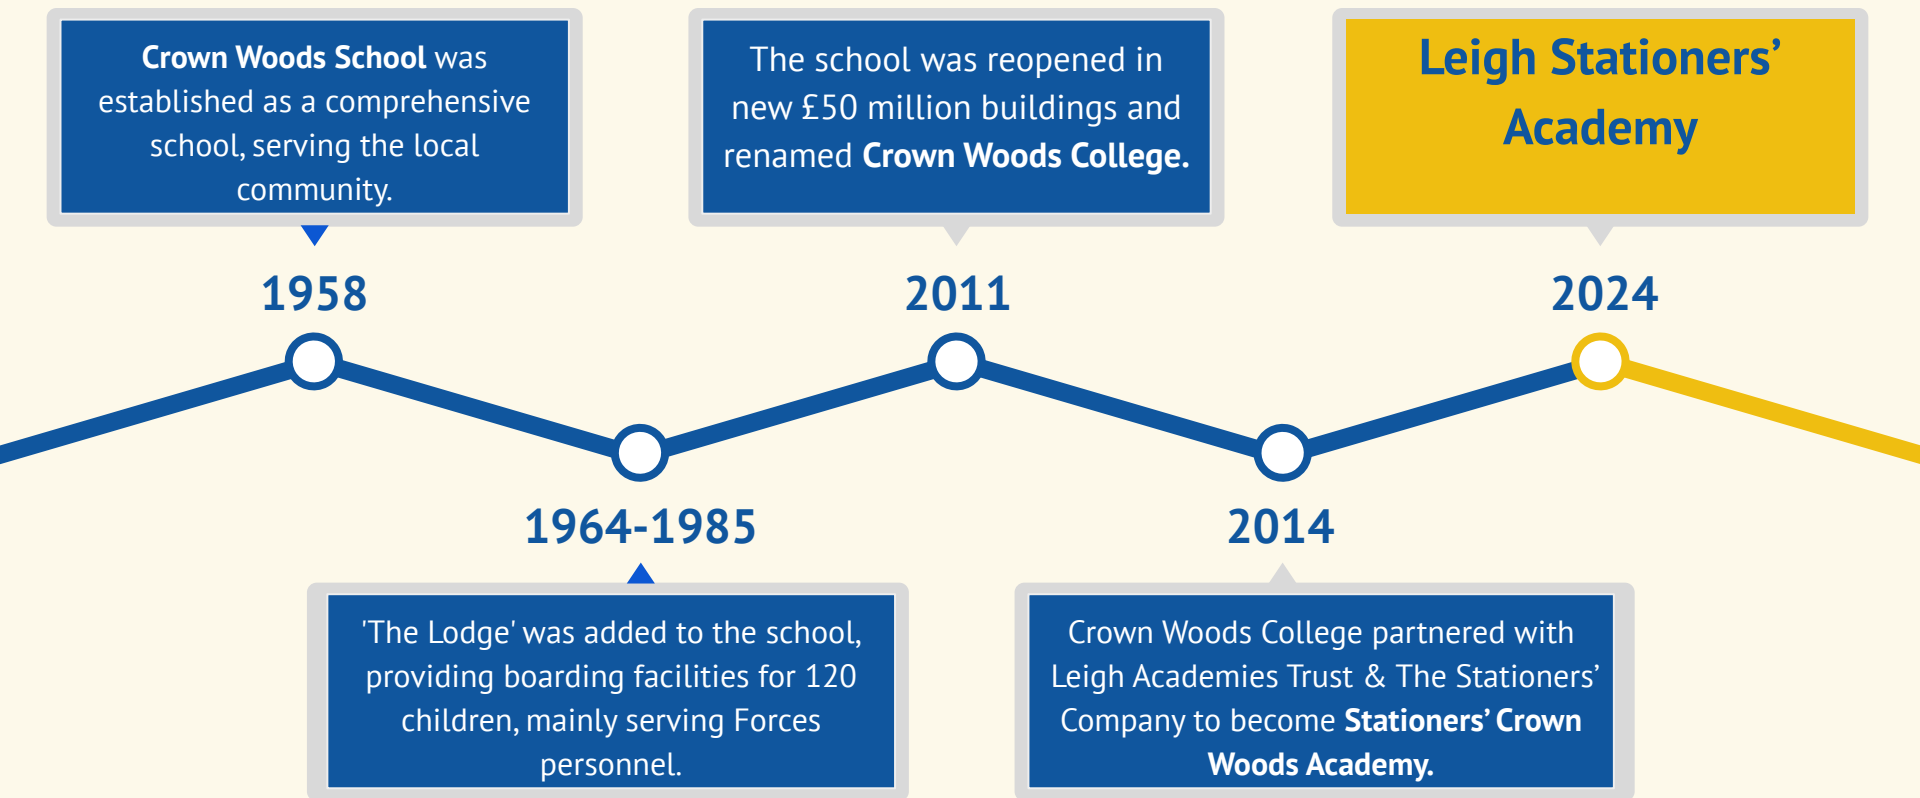 Crown Woods School was
established as a comprehensive
school, serving the local
community.
1958
'The Lodge' was added to the school,
providing boarding facilities for 120
children, mainly serving Forces
personnel.
1964-1985
The school was reopened in
new £50 million buildings and
renamed Crown Woods College.
2011
Crown Woods College partnered with
Leigh Academies Trust & The Stationers’
Company to become Stationers’ Crown
Woods Academy.
2014
Leigh Stationers’
Academy
2024